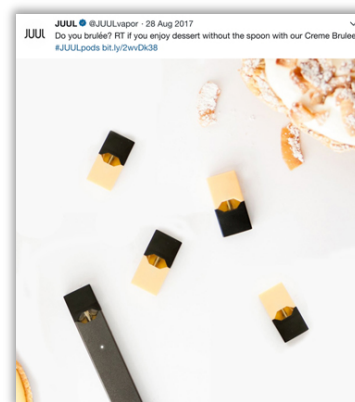 JUUL
JUUL @JUULvapor · 28 Aug 2017
Do you brulée? RT if you enjoy dessert without the spoon with our Creme Brulee
#JUULpods bit.ly/2wvDk38